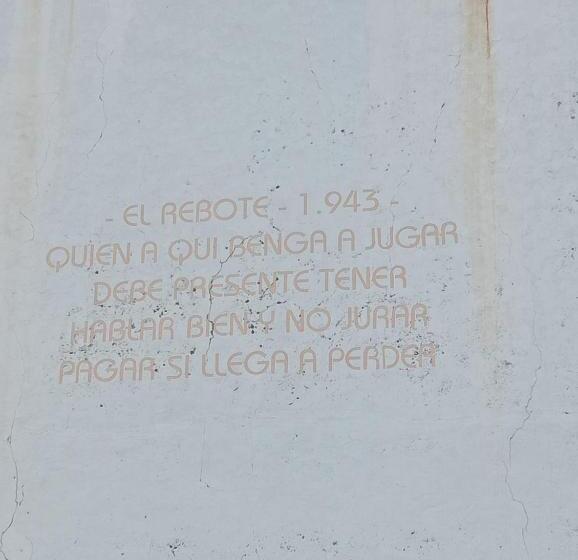 - EL REBOTE - 1.943 -
QUIEN A QUI BENGA A JUGAR
DEBE PRESENTE TENER
HABLAR BIEN Y NO JURAR
PAGAR SI LLEGA A PERDER